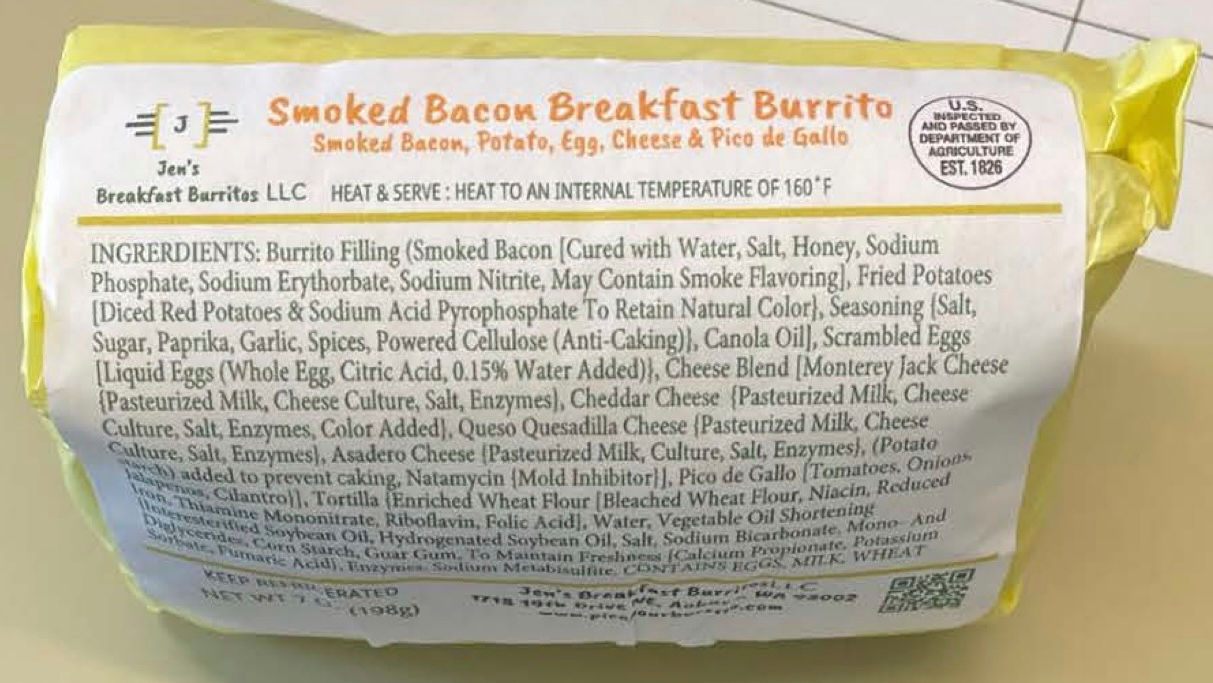 J
Jen's
Breakfast Burritos LLC
Smoked Bacon Breakfast Burrito
Smoked Bacon, Potato, Egg, Cheese & Pico de Gallo
HEAT & SERVE : HEAT TO AN INTERNAL TEMPERATURE OF 160°F
U.S.
INSPECTED
AND PASSED BY
DEPARTMENT OF
AGRICULTURE
EST. 1826
INGRERDIENTS: Burrito Filling (Smoked Bacon [Cured with Water, Salt, Honey, Sodium
Phosphate, Sodium Erythorbate, Sodium Nitrite, May Contain Smoke Flavoring], Fried Potatoes
[Diced Red Potatoes & Sodium Acid Pyrophosphate To Retain Natural Color}, Seasoning {Salt,
Sugar, Paprika, Garlic, Spices, Powered Cellulose (Anti-Caking)}, Canola Oil], Scrambled Eggs
[Liquid Eggs (Whole Egg, Citric Acid, 0.15% Water Added)}, Cheese Blend [Monterey Jack Cheese
{Pasteurized Milk, Cheese Culture, Salt, Enzymes}, Cheddar Cheese {Pasteurized Milk, Cheese
Culture, Salt, Enzymes, Color Added}, Queso Quesadilla Cheese {Pasteurized Milk, Cheese
Culture, Salt, Enzymes}, Asadero Cheese {Pasteurized Milk, Culture, Salt, Enzymes}, (Potato
starch) added to prevent caking, Natamycin {Mold Inhibitor}], Pico de Gallo [Tomatoes, Onions,
Jalapenos, Cilantro)], Tortilla {Enriched Wheat Flour [Bleached Wheat Flour, Niacin, Reduced
Iron, Thiamine Mononitrate, Riboflavin, Folic Acid], Water, Vegetable Oil Shortening
[Interesterified Soybean Oil, Hydrogenated Soybean Oil, Salt, Sodium Bicarbonate, Mono- And
Diglycerides, Corn Starch, Guar Gum, To Maintain Freshness [Calcium Propionate, Potassium
Sorbate, Fumaric Acid], Enzymes, Sodium Metabisulfite. CONTAINS EGGS, MILK, WHEAT
KEEP REFRIGERATED
NET WT 7 (198g)
Jen's Breakfast Burritos LLC
1718 19th Drive NE, WA 98002